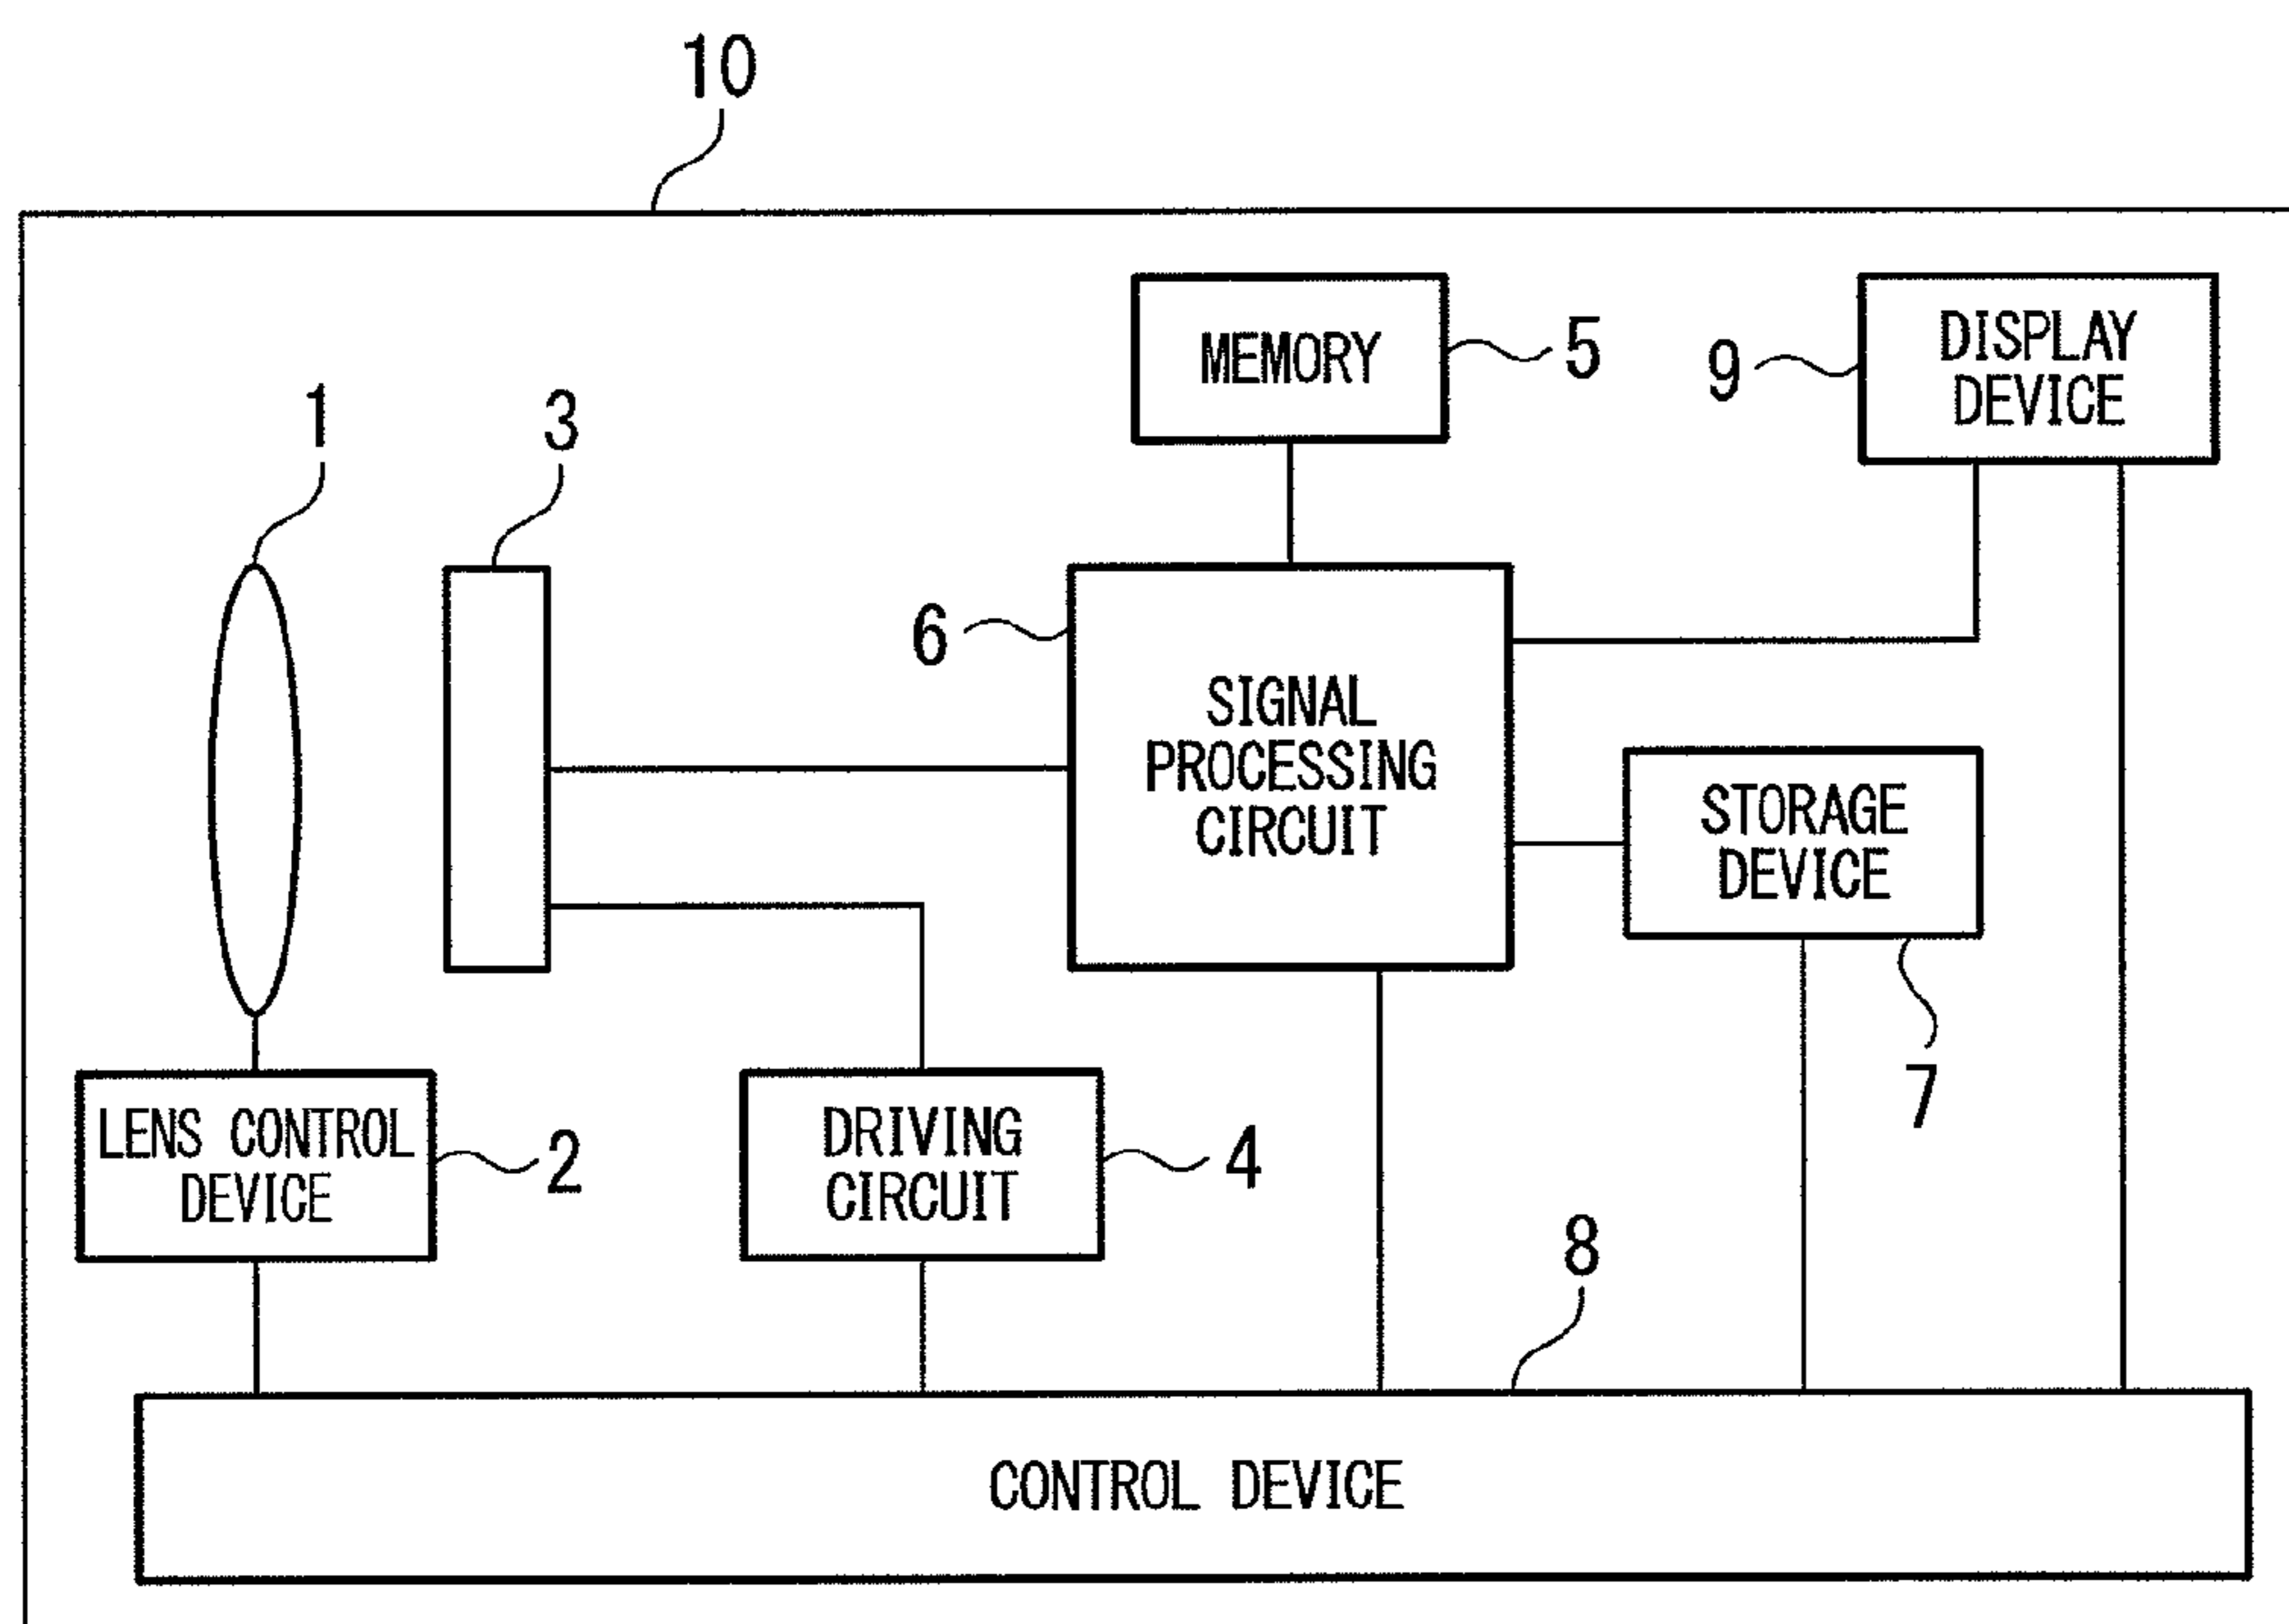 10
MEMORY
5
9
DISPLAY
DEVICE
1
3
6
SIGNAL
PROCESSING
CIRCUIT
STORAGE
DEVICE
7
LENS CONTROL
DEVICE
2
DRIVING
CIRCUIT
4
8
CONTROL DEVICE